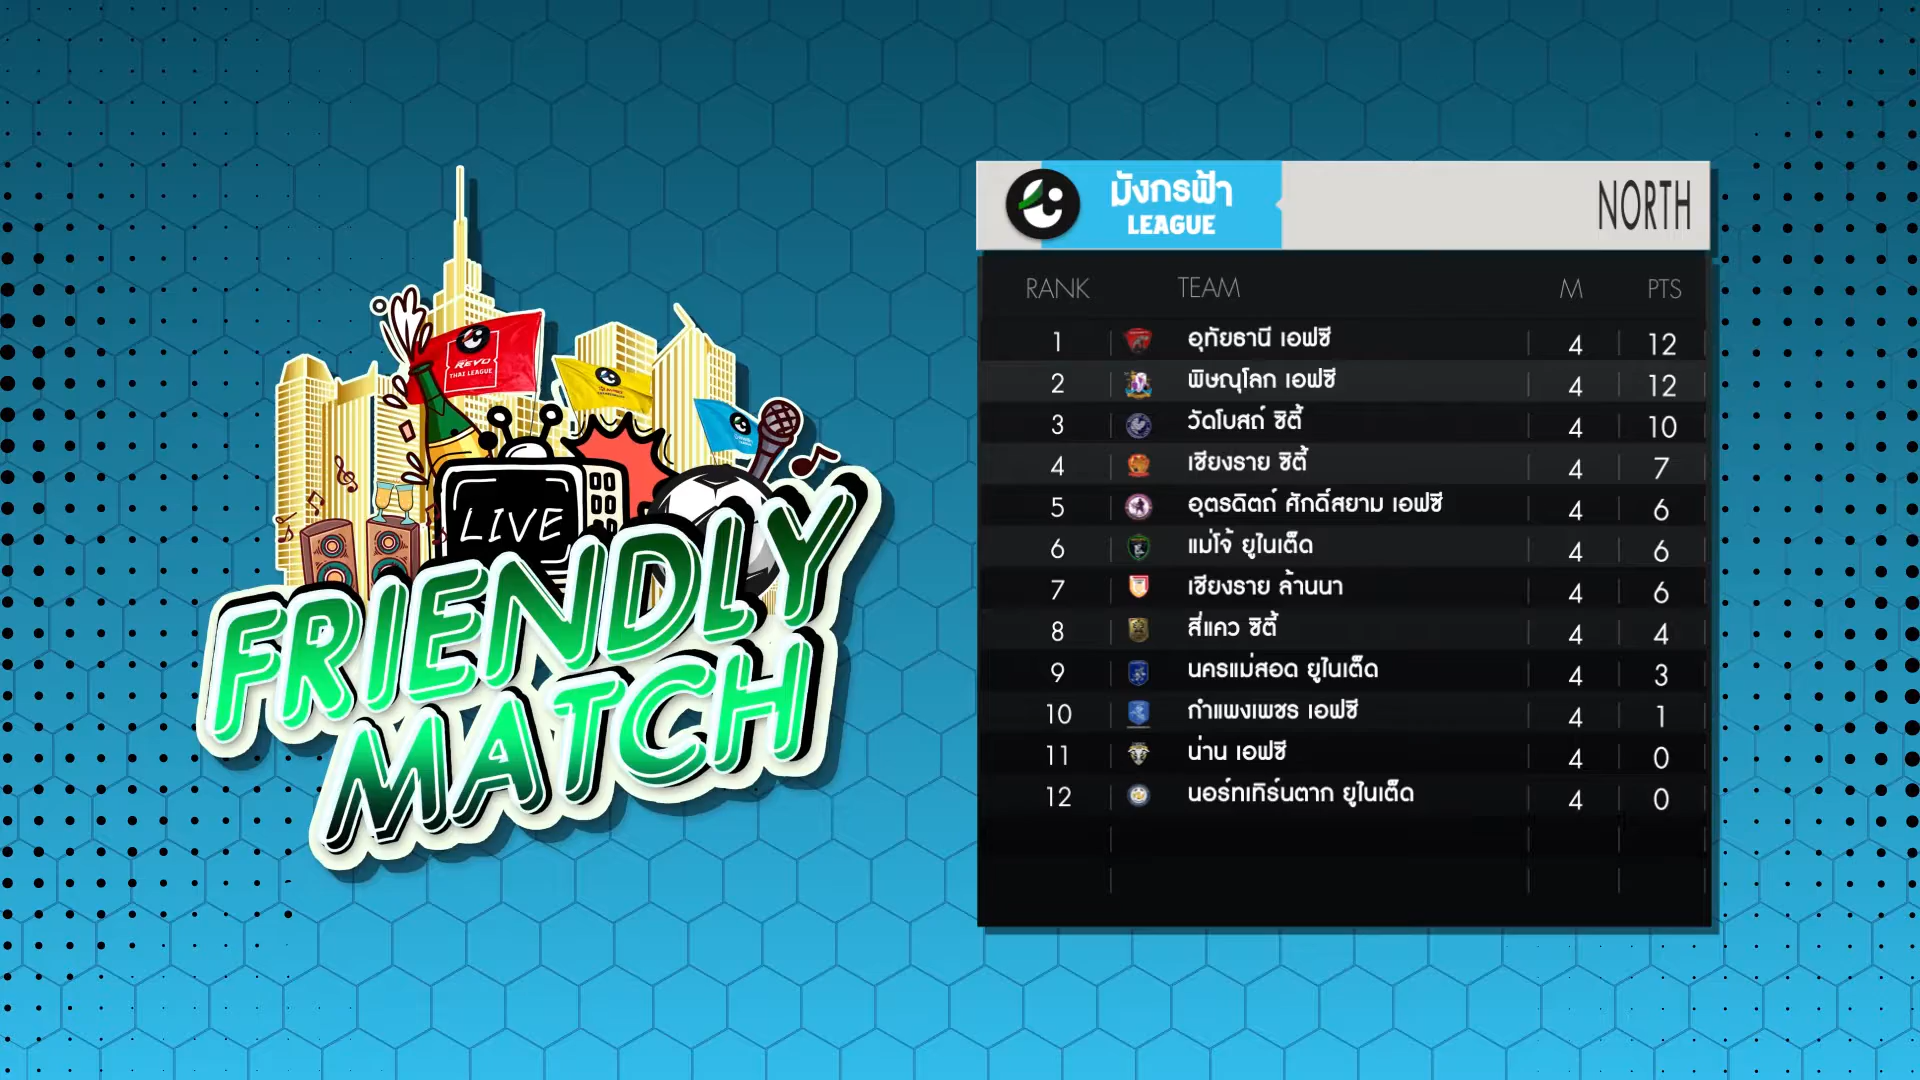 REVO
THAI LEAGUE
LIVE
FRIENDLY
MATCH
มังกรฟ้า
LEAGUE
NORTH
RANK TEAM M PTS
1 อุทัยธานี เอฟซี 4 12
2 พิษณุโลก เอฟซี 4 12
3 วัดโบสถ์ ซิตี้ 4 10
4 เชียงราย ซิตี้ 4 7
5 อุตรดิตถ์ ศักดิ์สยาม เอฟซี 4 6
6 แม่โจ้ ยูไนเต็ด 4 6
7 เชียงราย ล้านนา 4 6
8 สี่แคว ซิตี้ 4 4
9 นครแม่สอด ยูไนเต็ด 4 3
10 กำแพงเพชร เอฟซี 4 1
11 น่าน เอฟซี 4 0
12 นอร์ทเทิร์นตาก ยูไนเต็ด 4 0